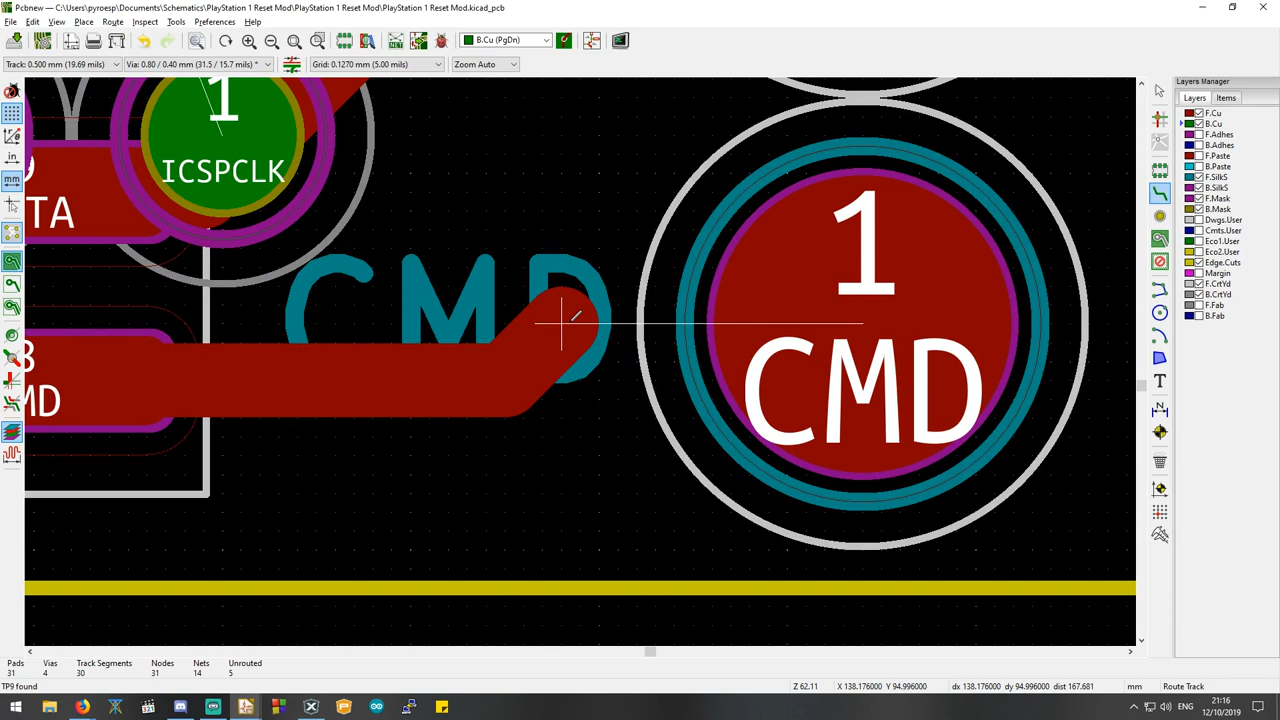 Pcbnew — C:\Users\pyroesp\Documents\Schematics\PlayStation 1 Reset Mod\PlayStation 1 Reset Mod\PlayStation 1 Reset Mod.kicad_pcb
File Edit View Place Route Inspect Tools Preferences Help
B.Cu (PgDn)
Track: 0.500 mm (19.69 mils)
Via: 0.80 / 0.40 mm (31.5 / 15.7 mils) *
Grid: 0.1270 mm (5.00 mils)
Zoom Auto
Layers Manager
Layers Items
F.Cu
B.Cu
F.Adhes
B.Adhes
F.Paste
B.Paste
F.SilkS
B.SilkS
F.Mask
B.Mask
Dwgs.User
Cmts.User
Eco1.User
Eco2.User
Edge.Cuts
Margin
F.CrtYd
B.CrtYd
F.Fab
B.Fab
in
mm
NET
T
N
1
ICSPCLK
TA
CMD
MD
1
CMD
Pads Vias Track Segments Nodes Nets Unrouted
31 4 30 31 14 5
TP9 found
Z 62.11
X 138.176000 Y 94.996000
dx 138.176000 dy 94.996000 dist 167.681
mm
Route Track
ENG
21:16
12/10/2019